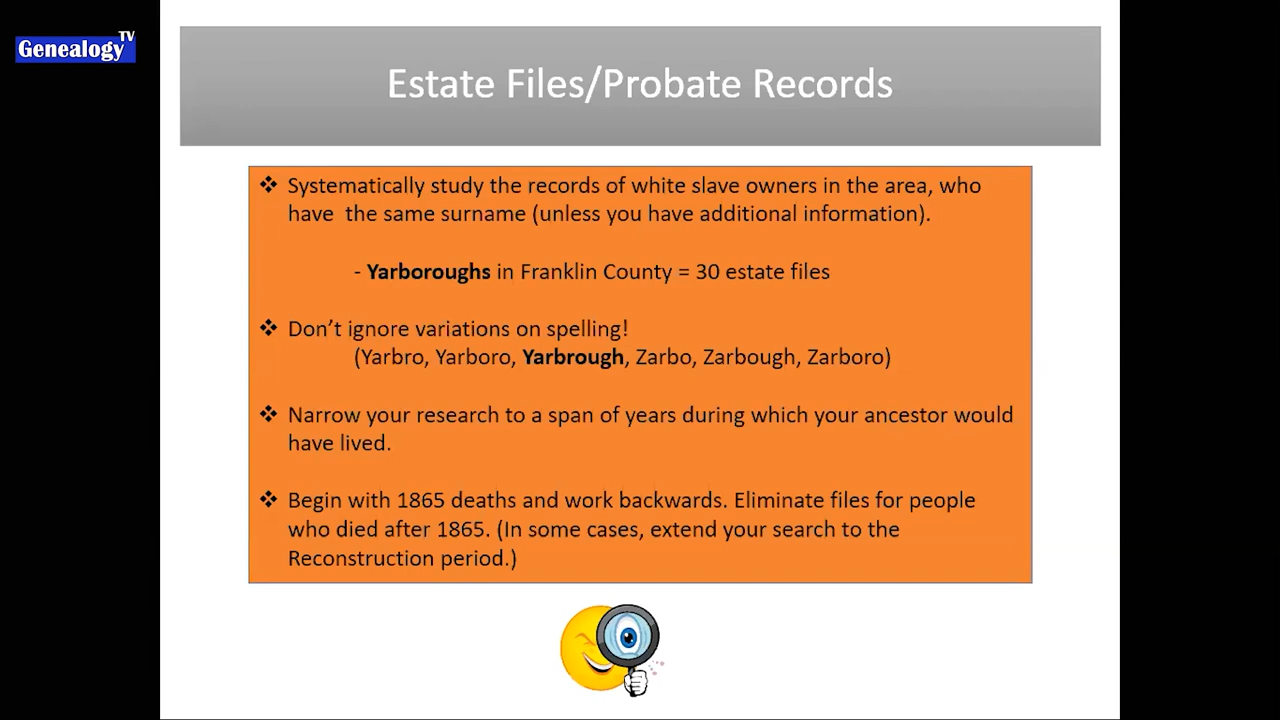 Genealogy TV
Estate Files/Probate Records
❖ Systematically study the records of white slave owners in the area, who
have the same surname (unless you have additional information).
- Yarboroughs in Franklin County = 30 estate files
❖ Don't ignore variations on spelling!
(Yarbro, Yarboro, Yarbrough, Zarbo, Zarbough, Zarboro)
❖ Narrow your research to a span of years during which your ancestor would
have lived.
❖ Begin with 1865 deaths and work backwards. Eliminate files for people
who died after 1865. (In some cases, extend your search to the
Reconstruction period.)